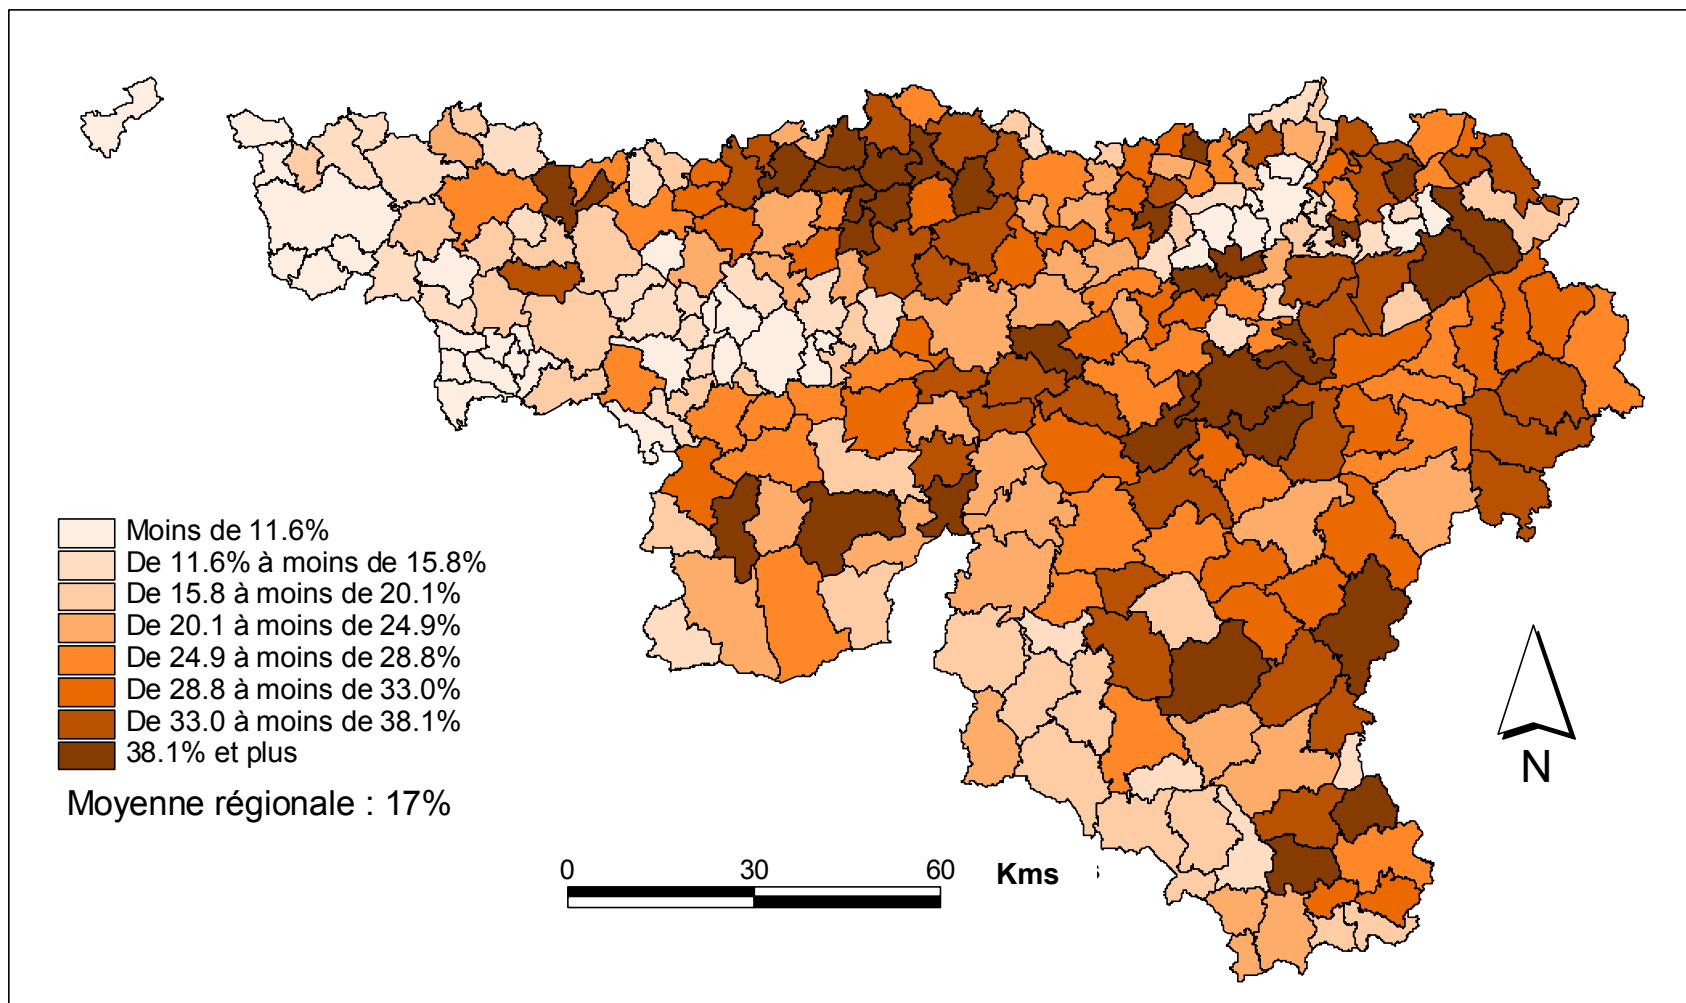 Moins de 11.6%
De 11.6% à moins de 15.8%
De 15.8 à moins de 20.1%
De 20.1 à moins de 24.9%
De 24.9 à moins de 28.8%
De 28.8 à moins de 33.0%
De 33.0 à moins de 38.1%
38.1% et plus
Moyenne régionale : 17%
N
0 30 60 Kms